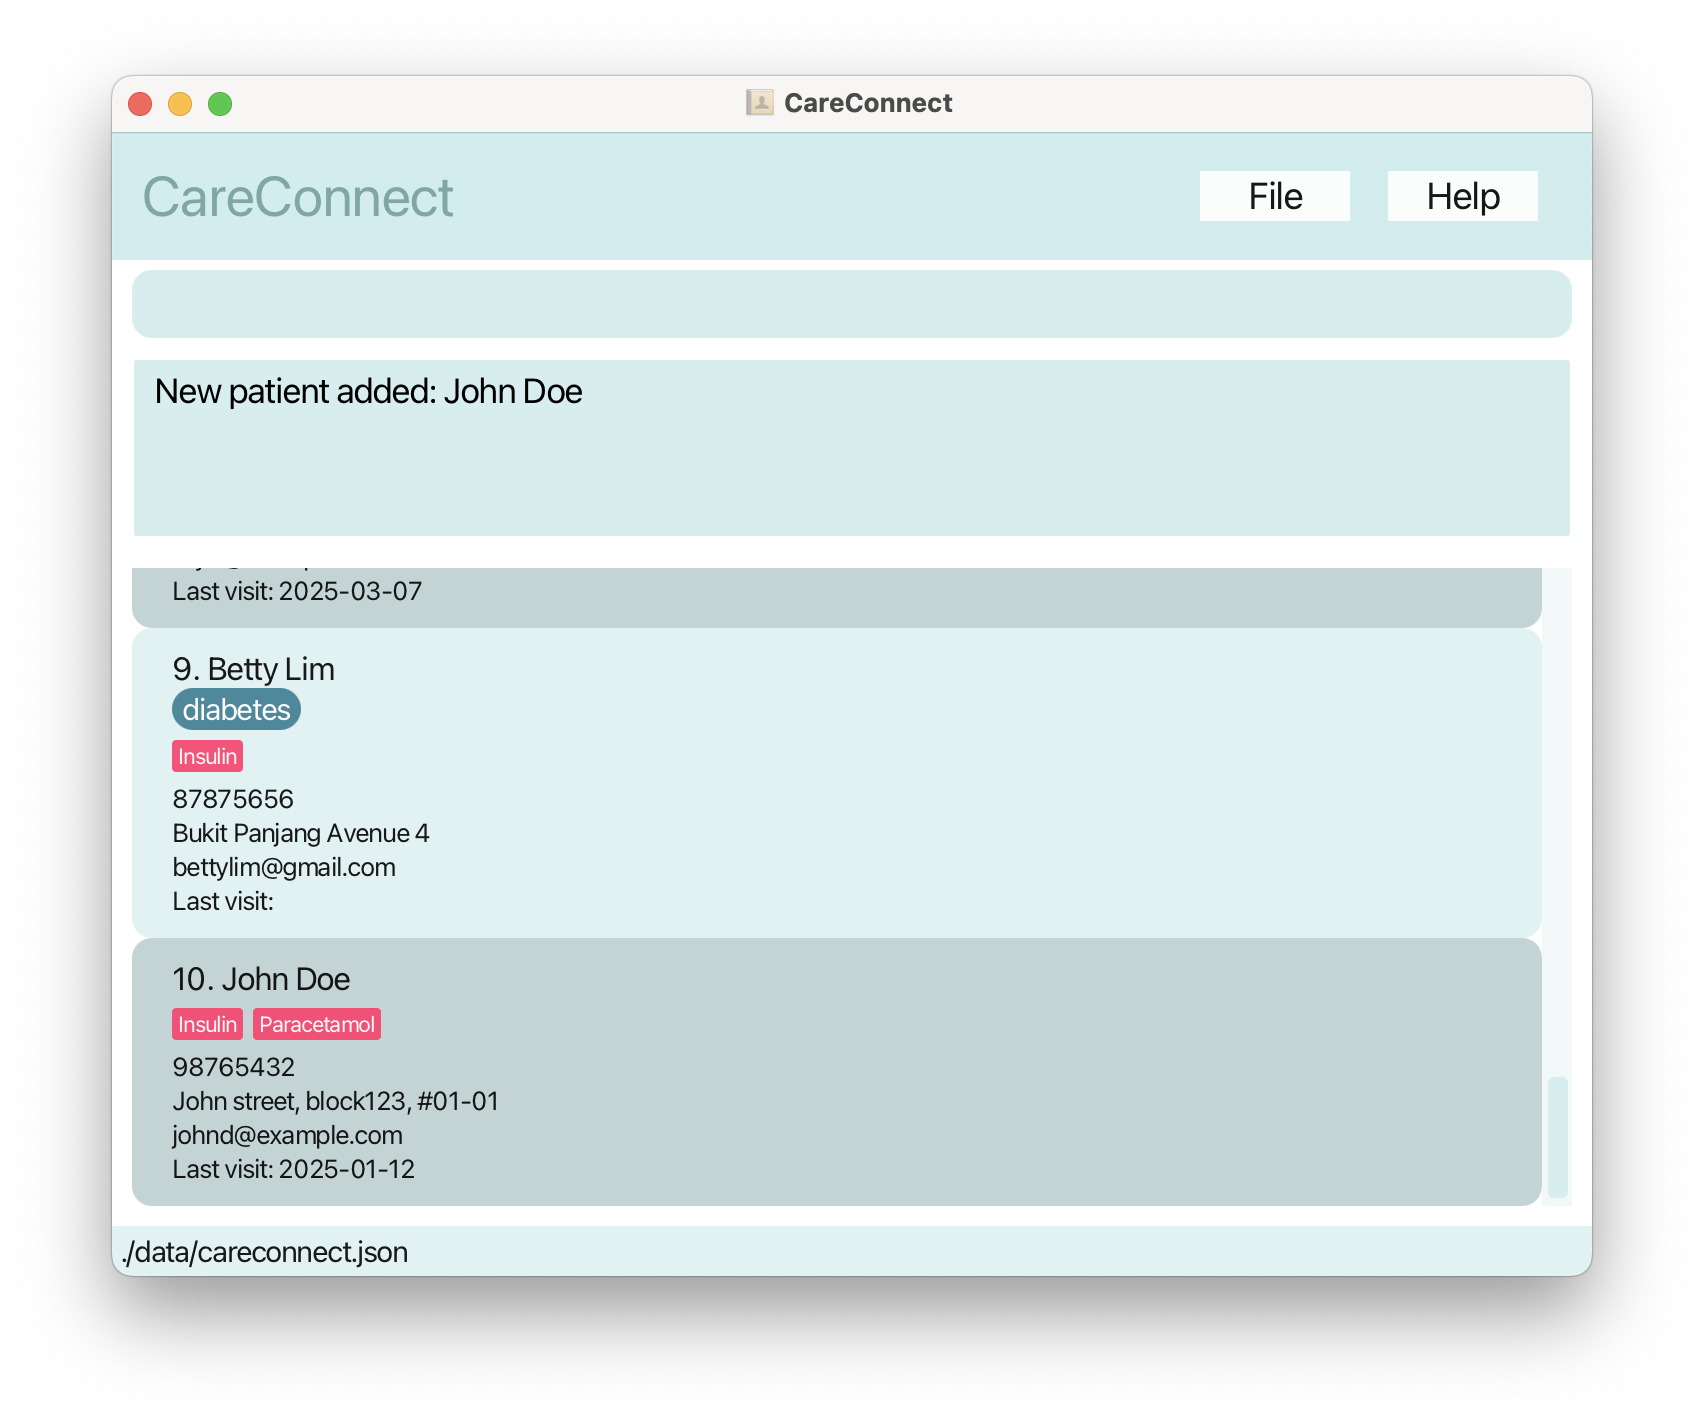 CareConnect
CareConnect
File
Help
New patient added: John Doe
Last visit: 2025-03-07
9. Betty Lim
diabetes
Insulin
87875656
Bukit Panjang Avenue 4
bettylim@gmail.com
Last visit:
10. John Doe
Insulin Paracetamol
98765432
John street, block123, #01-01
johnd@example.com
Last visit: 2025-01-12
./data/careconnect.json